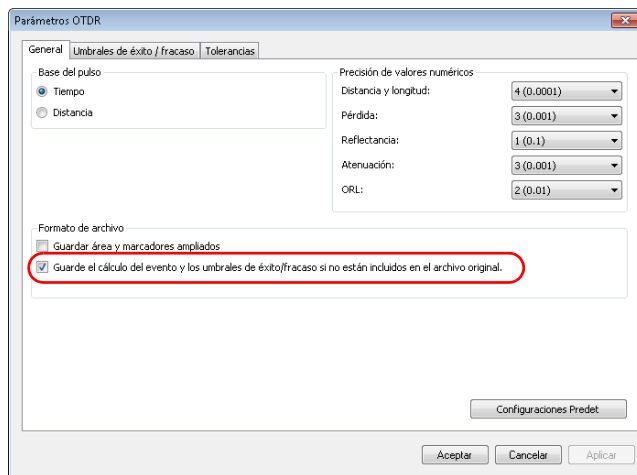 Parámetros OTDR
General
Umbrales de éxito / fracaso
Tolerancias
Base del pulso
Tiempo
Distancia
Precisión de valores numéricos
Distancia y longitud:
4 (0.0001)
Pérdida:
3 (0.001)
Reflectancia:
1 (0.1)
Atenuación:
3 (0.001)
ORL:
2 (0.01)
Formato de archivo
Guardar área y marcadores ampliados
Guarde el cálculo del evento y los umbrales de éxito/fracaso si no están incluidos en el archivo original.
Configuraciones Predet
Aceptar
Cancelar
Aplicar